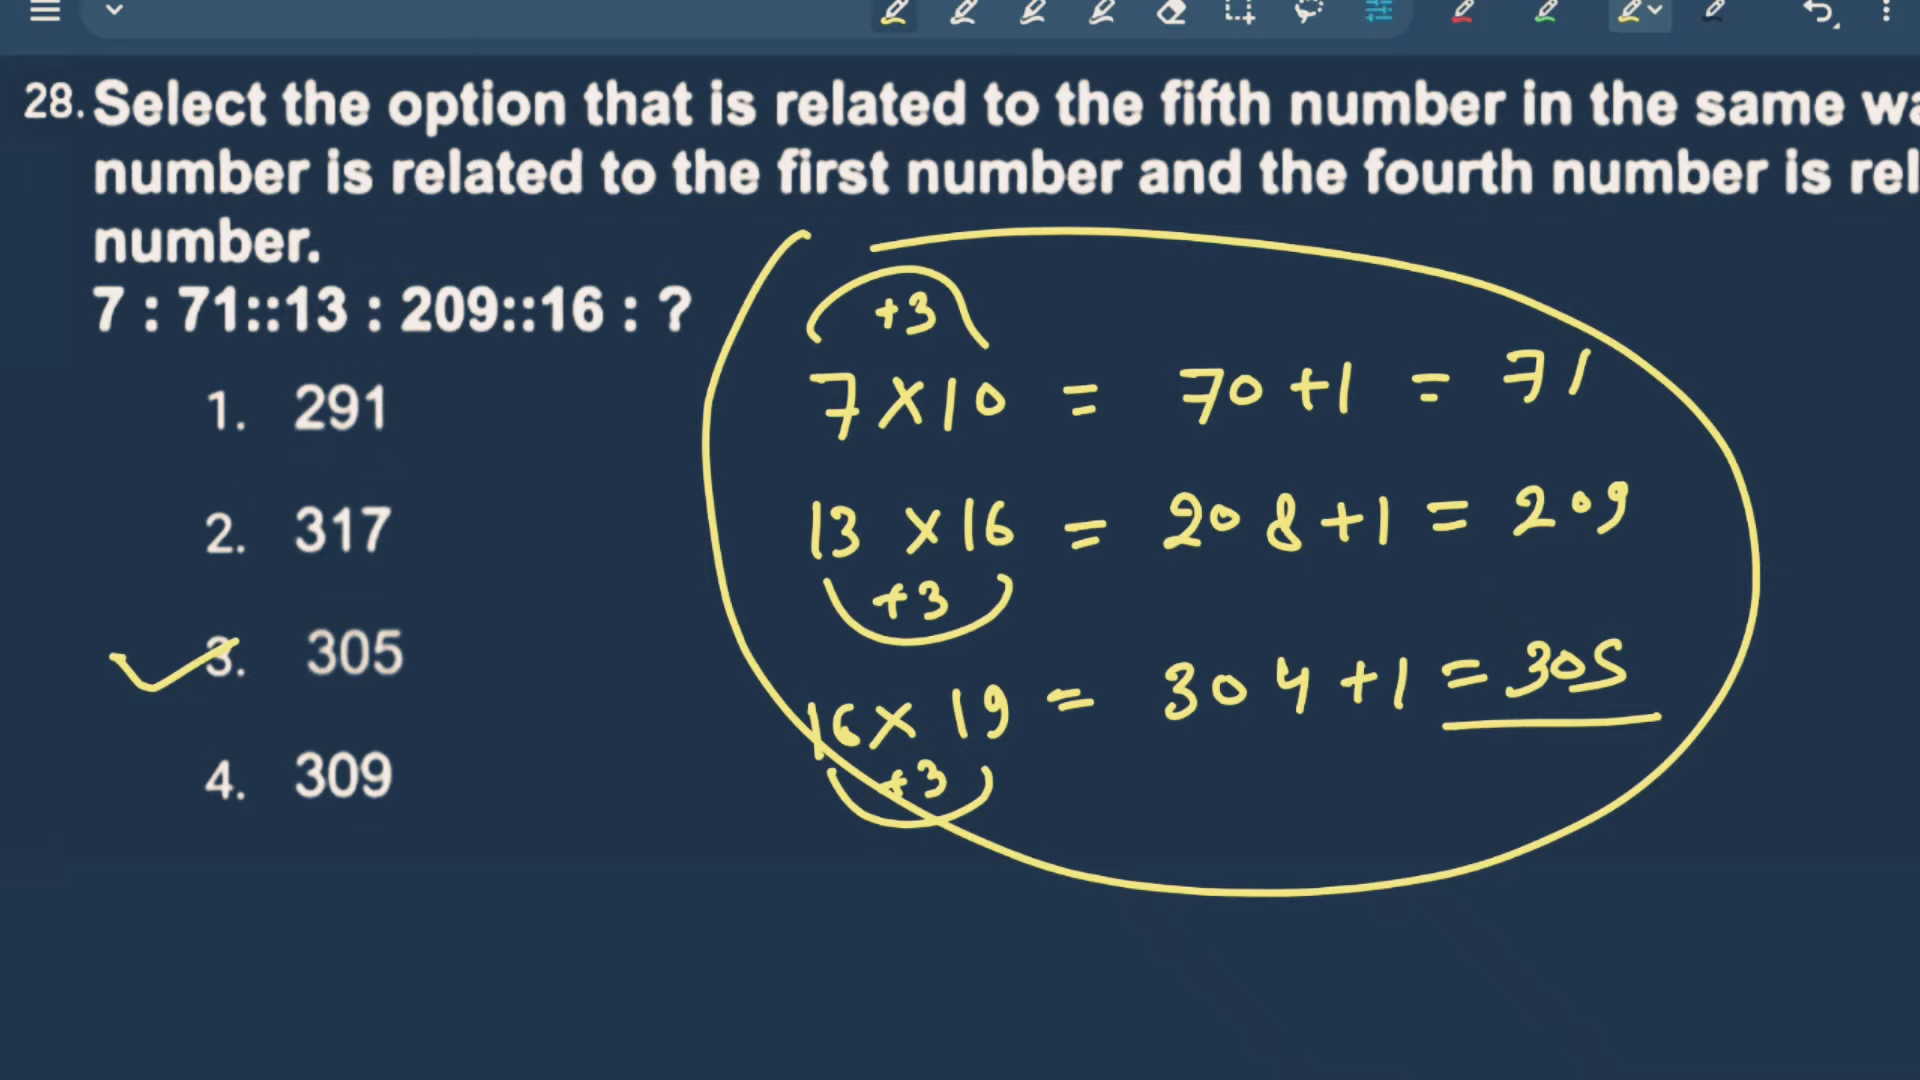 28. Select the option that is related to the fifth number in the same wa
number is related to the first number and the fourth number is rel
number.
7 : 71::13 : 209::16 : ?
1. 291
2. 317
3. 305
4. 309
+3
7 × 10 = 70 + 1 = 71
13 × 16 = 208 + 1 = 209
+3
16 × 19 = 304 + 1 = 305
+3